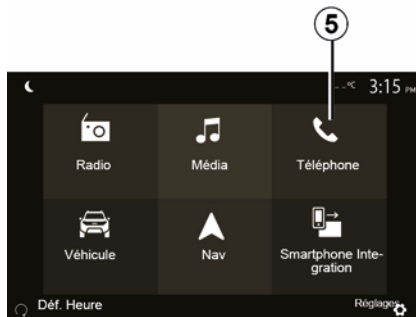 5
--°C 3:15 PM
Radio
Média
Téléphone
Véhicule
Nav
Smartphone Inte-
gration
Déf. Heure
Réglages